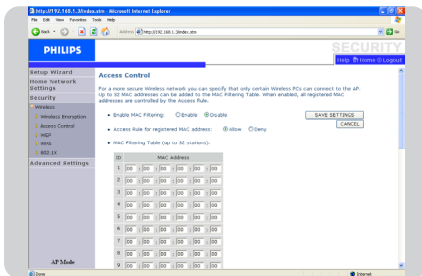 http://192.168.1.3/index.stm - Microsoft Internet Explorer
File Edit View Favorites Tools Help
Back
Address http://192.168.1.3/index.stm Go
PHILIPS
SECURITY
Help Home Logout
Setup Wizard
Home Network Settings
Security
Wireless
Wireless Encryption
Access Control
WEP
WPA
802.1X
Advanced Settings
AP Mode
Access Control
For a more secure Wireless network you can specify that only certain Wireless PCs can connect to the AP.
Up to 32 MAC addresses can be added to the MAC Filtering Table. When enabled, all registered MAC
addresses are controlled by the Access Rule.
Enable MAC Filtering: Enable Disable
SAVE SETTINGS
CANCEL
Access Rule for registered MAC address: Allow Deny
MAC Filtering Table (up to 32 stations):
ID MAC Address
1 00 : 00 : 00 : 00 : 00 : 00
2 00 : 00 : 00 : 00 : 00 : 00
3 00 : 00 : 00 : 00 : 00 : 00
4 00 : 00 : 00 : 00 : 00 : 00
5 00 : 00 : 00 : 00 : 00 : 00
6 00 : 00 : 00 : 00 : 00 : 00
7 00 : 00 : 00 : 00 : 00 : 00
8 00 : 00 : 00 : 00 : 00 : 00
9 00 : 00 : 00 : 00 : 00 : 00
Done
Internet